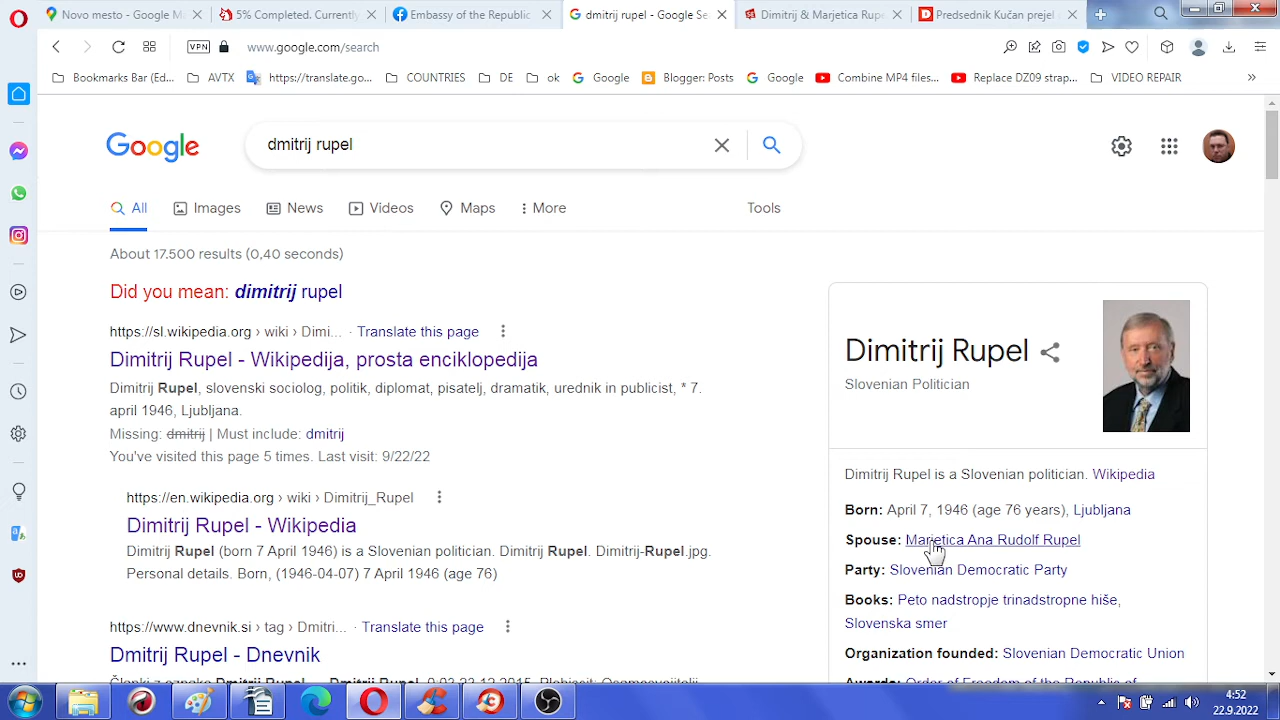 Novo mesto - Google M
5% Completed. Currently
Embassy of the Republic
dmitrij rupel - Google Se
Dimitrij & Marjetica Rupe
Predsednik Kučan prejel
VPN
www.google.com/search
Bookmarks Bar (Ed...
AVTX
https://translate.go...
COUNTRIES
DE
ok
Google
Blogger: Posts
Google
Combine MP4 files...
Replace DZ09 strap...
VIDEO REPAIR
Google
dmitrij rupel
All
Images
News
Videos
Maps
More
Tools
About 17.500 results (0,40 seconds)
Did you mean: dimitrij rupel
https://sl.wikipedia.org › wiki › Dimi... · Translate this page
Dimitrij Rupel - Wikipedija, prosta enciklopedija
Dimitrij Rupel, slovenski sociolog, politik, diplomat, pisatelj, dramatik, urednik in publicist, * 7.
april 1946, Ljubljana.
Missing: dmitrij | Must include: dmitrij
You've visited this page 5 times. Last visit: 9/22/22
https://en.wikipedia.org › wiki › Dimitrij_Rupel
Dimitrij Rupel - Wikipedia
Dimitrij Rupel (born 7 April 1946) is a Slovenian politician. Dimitrij Rupel. Dimitrij-Rupel.jpg.
Personal details. Born, (1946-04-07) 7 April 1946 (age 76)
https://www.dnevnik.si › tag › Dmitri... · Translate this page
Dmitrij Rupel - Dnevnik
Dimitrij Rupel
Slovenian Politician
Dimitrij Rupel is a Slovenian politician. Wikipedia
Born: April 7, 1946 (age 76 years), Ljubljana
Spouse: Marjetica Ana Rudolf Rupel
Party: Slovenian Democratic Party
Books: Peto nadstropje trinadstropne hiše,
Slovenska smer
Organization founded: Slovenian Democratic Union
4:52
22.9.2022